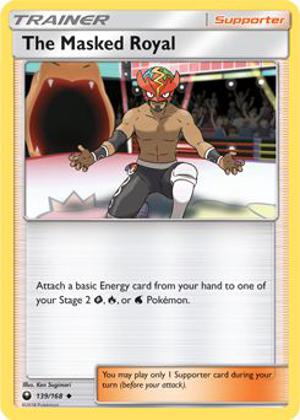 TRAINER
Supporter
The Masked Royal
Attach a basic Energy card from your hand to one of
your Stage 2 , , or Pokémon.
Illus. Ken Sugimori
139/168
©2018 Pokémon
You may play only 1 Supporter card during your
turn (before your attack).